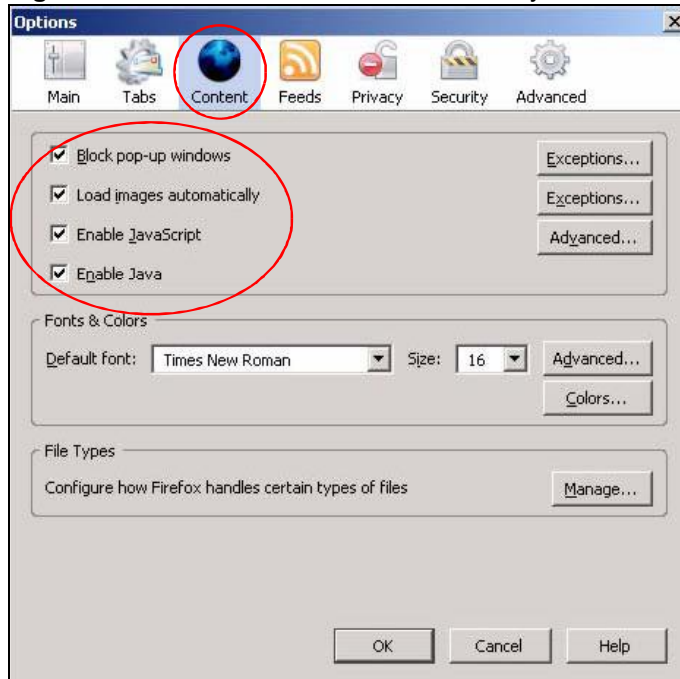 Options
Main Tabs Content Feeds Privacy Security Advanced
Block pop-up windows Exceptions...
Load images automatically Exceptions...
Enable JavaScript Advanced...
Enable Java
Fonts & Colors
Default font: Times New Roman Size: 16 Advanced...
Colors...
File Types
Configure how Firefox handles certain types of files Manage...
OK Cancel Help